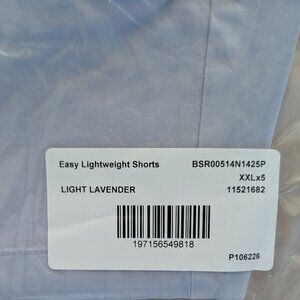 Easy Lightweight Shorts BSR00514N1425P
XXLx5
LIGHT LAVENDER 11521682
197156549818
P106226